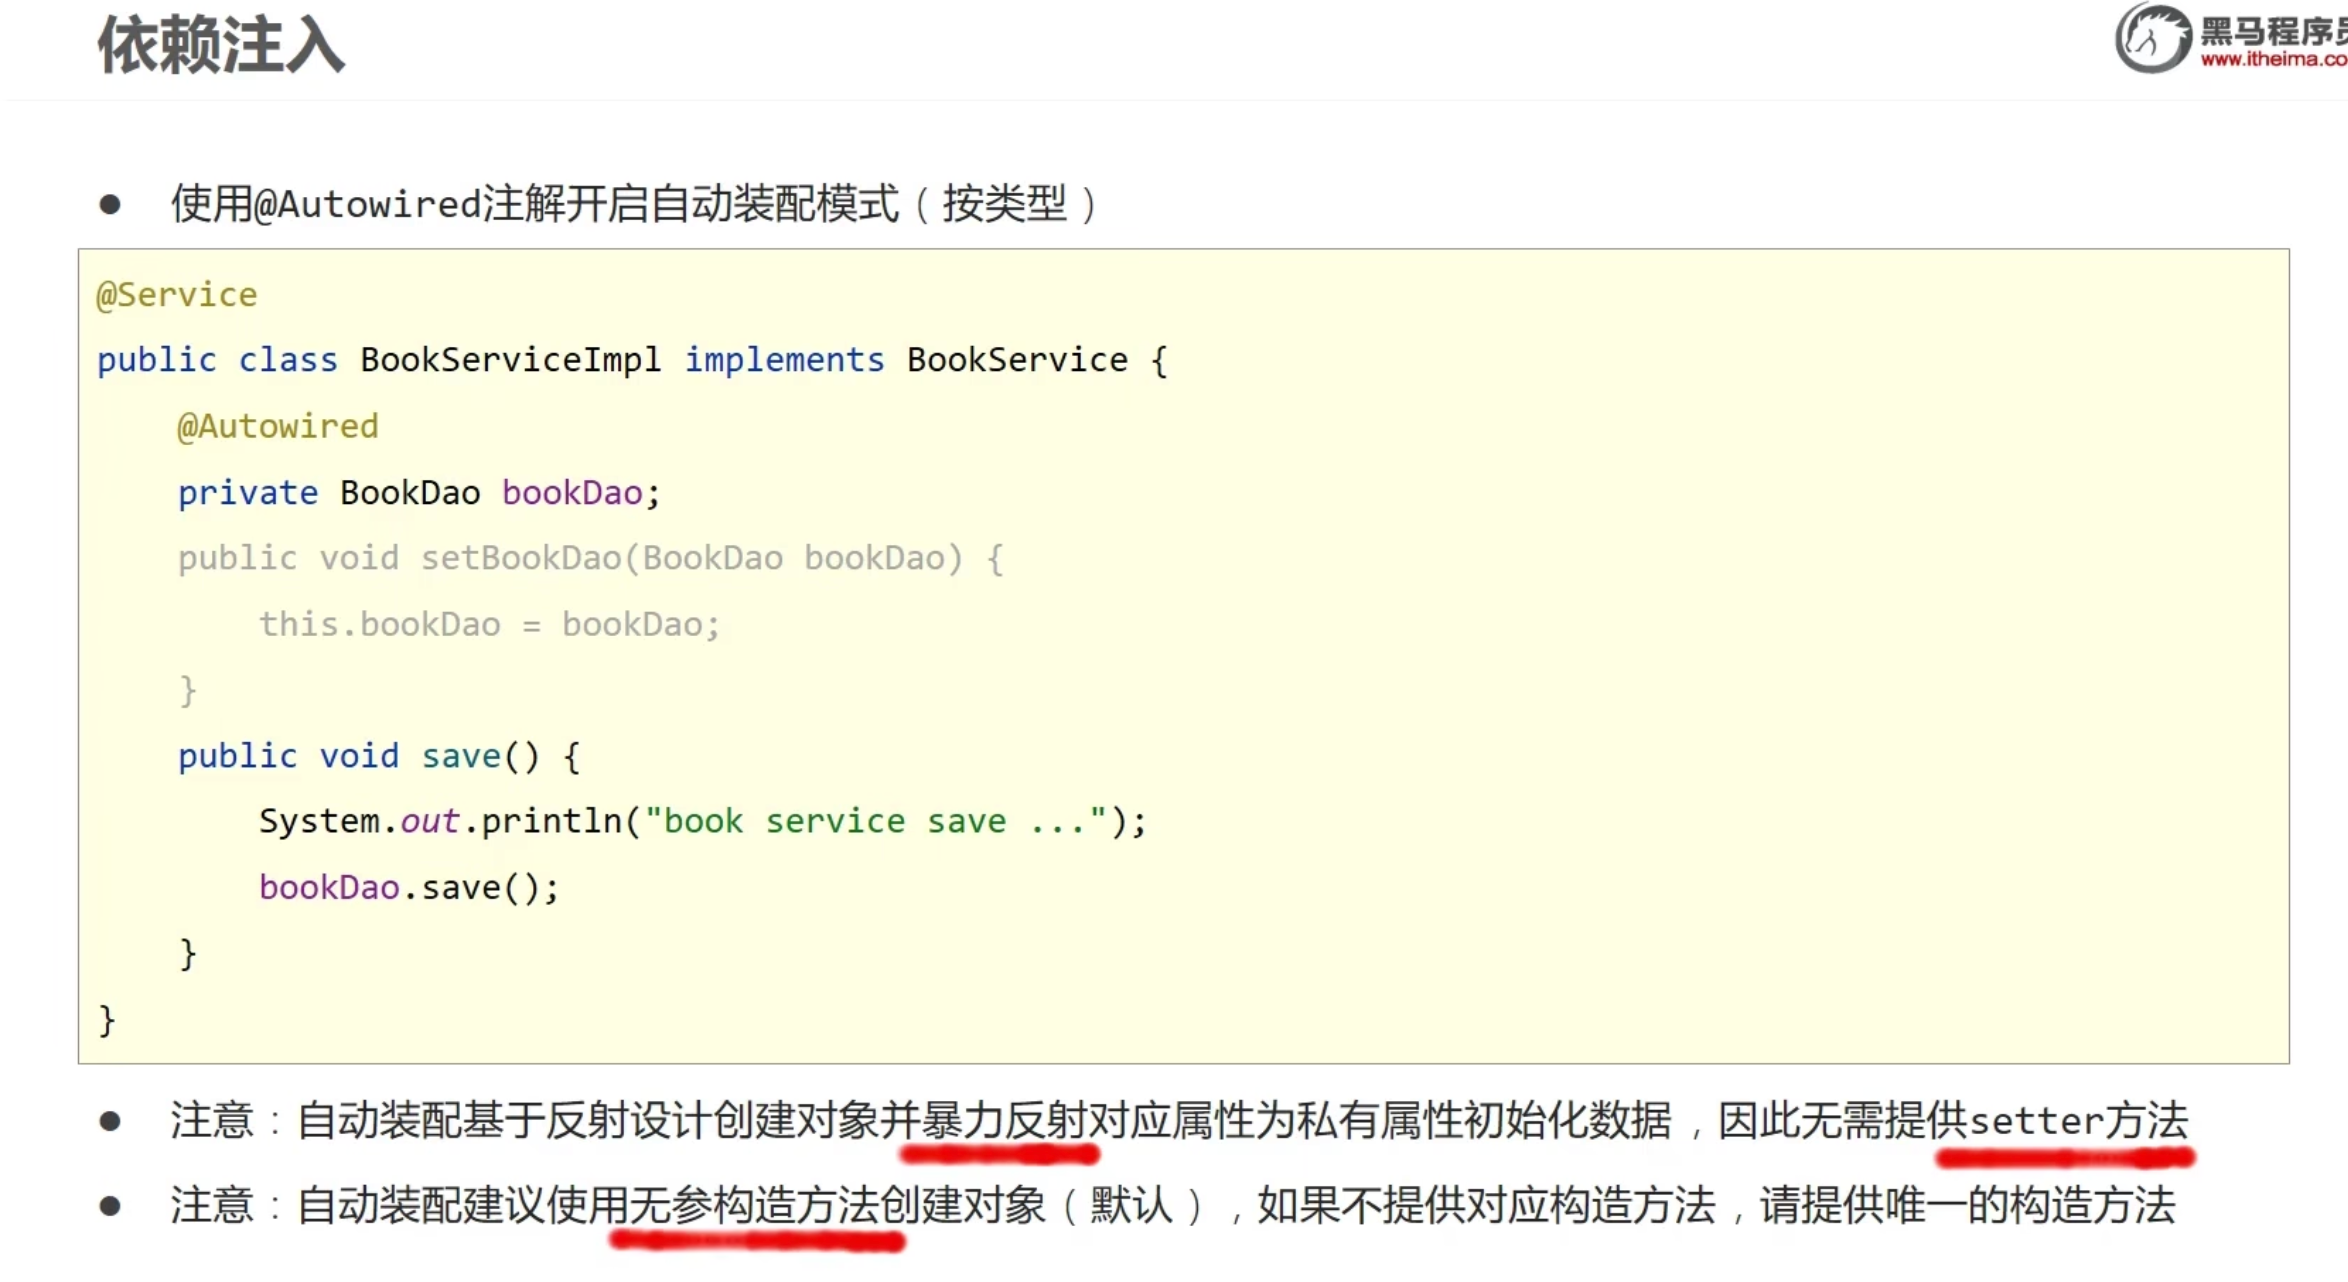 依赖注入
黑马程序员
www.itheima.co
● 使用@Autowired注解开启自动装配模式（按类型）
@Service
public class BookServiceImpl implements BookService {
@Autowired
private BookDao bookDao;
public void setBookDao(BookDao bookDao) {
this.bookDao = bookDao;
}
public void save() {
System.out.println("book service save ...");
bookDao.save();
}
}
● 注意：自动装配基于反射设计创建对象并暴力反射对应属性为私有属性初始化数据，因此无需提供setter方法
● 注意：自动装配建议使用无参构造方法创建对象（默认），如果不提供对应构造方法，请提供唯一的构造方法